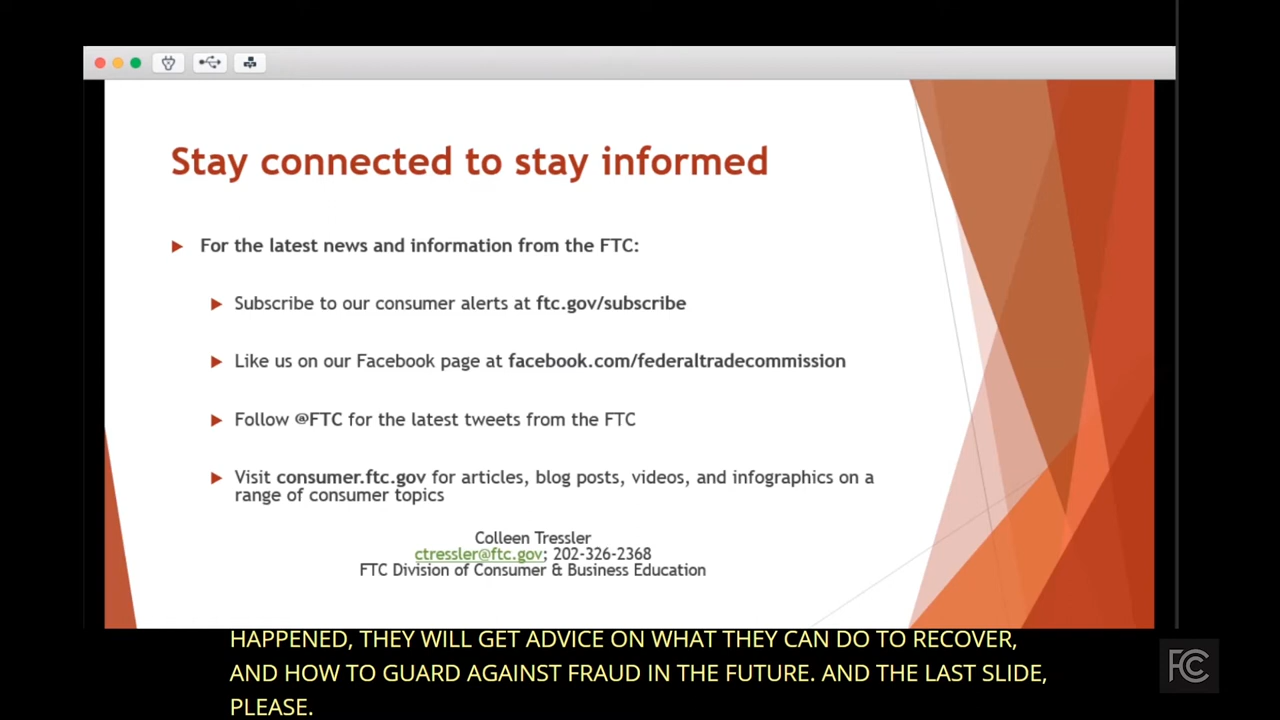 Stay connected to stay informed
For the latest news and information from the FTC:
Subscribe to our consumer alerts at ftc.gov/subscribe
Like us on our Facebook page at facebook.com/federaltradecommission
Follow @FTC for the latest tweets from the FTC
Visit consumer.ftc.gov for articles, blog posts, videos, and infographics on a
range of consumer topics
Colleen Tressler
ctressler@ftc.gov; 202-326-2368
FTC Division of Consumer & Business Education
HAPPENED, THEY WILL GET ADVICE ON WHAT THEY CAN DO TO RECOVER,
AND HOW TO GUARD AGAINST FRAUD IN THE FUTURE. AND THE LAST SLIDE,
PLEASE.
FCC